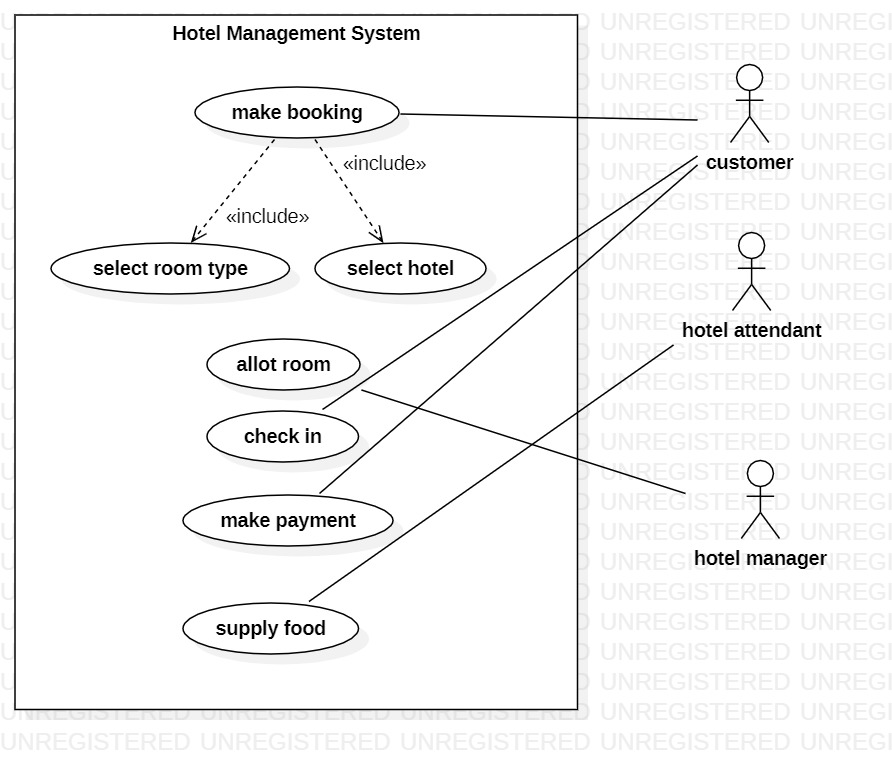 Hotel Management System
make booking
«include»
customer
«include»
select room type
select hotel
hotel attendant
allot room
check in
make payment
hotel manager
supply food
UNREGISTERED UNREGISTERED UNREGISTERED UNREGISTERED UNREGI